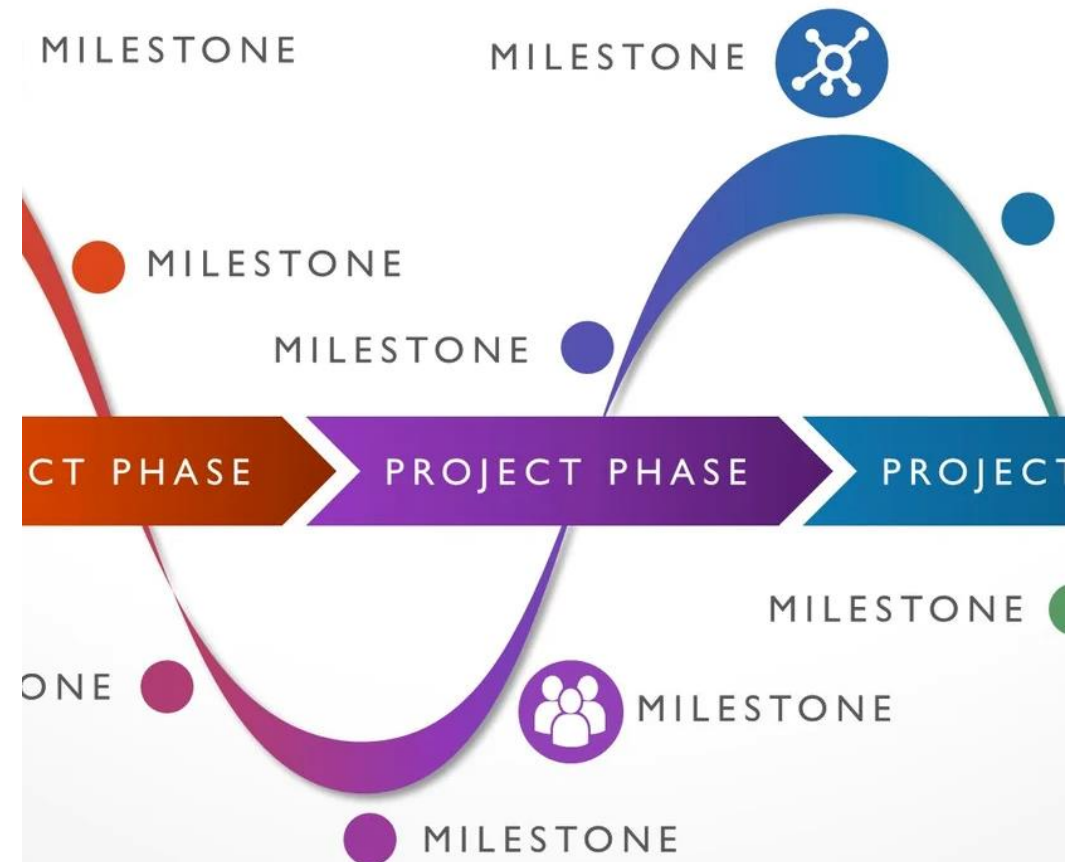 MILESTONE
MILESTONE
MILESTONE
MILESTONE
CT PHASE
PROJECT PHASE
PROJECT
MILESTONE
ONE
MILESTONE
MILESTONE